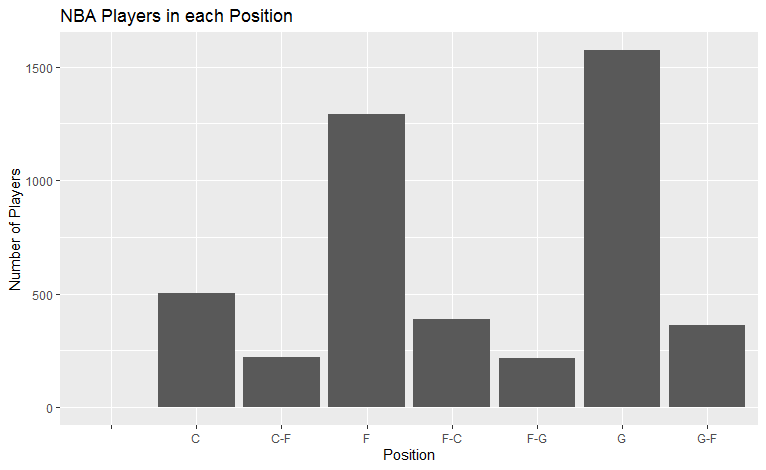 NBA Players in each Position
Number of Players
1500
1000
500
0
C C-F F F-C F-G G G-F
Position